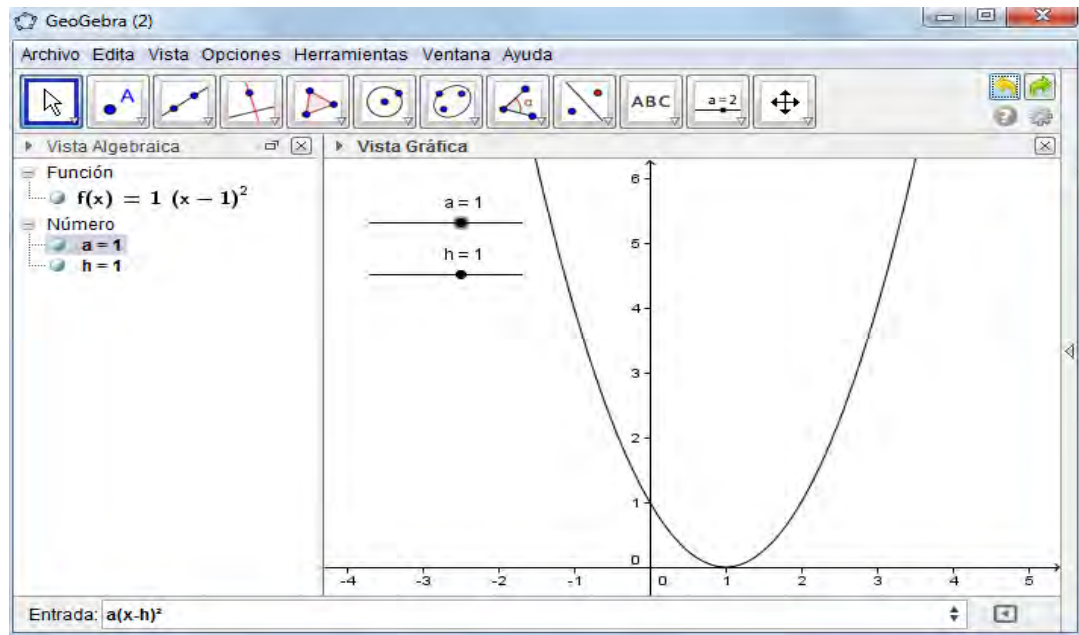 GeoGebra (2)
Archivo Edita Vista Opciones Herramientas Ventana Ayuda
A
α
ABC
a=2
Vista Algebraica
Vista Gráfica
Función
f(x) = 1 (x − 1)²
Número
a = 1
h = 1
a = 1
h = 1
6
5
4
3
2
1
0
-4 -3 -2 -1 0 1 2 3 4 5
Entrada: a(x-h)²